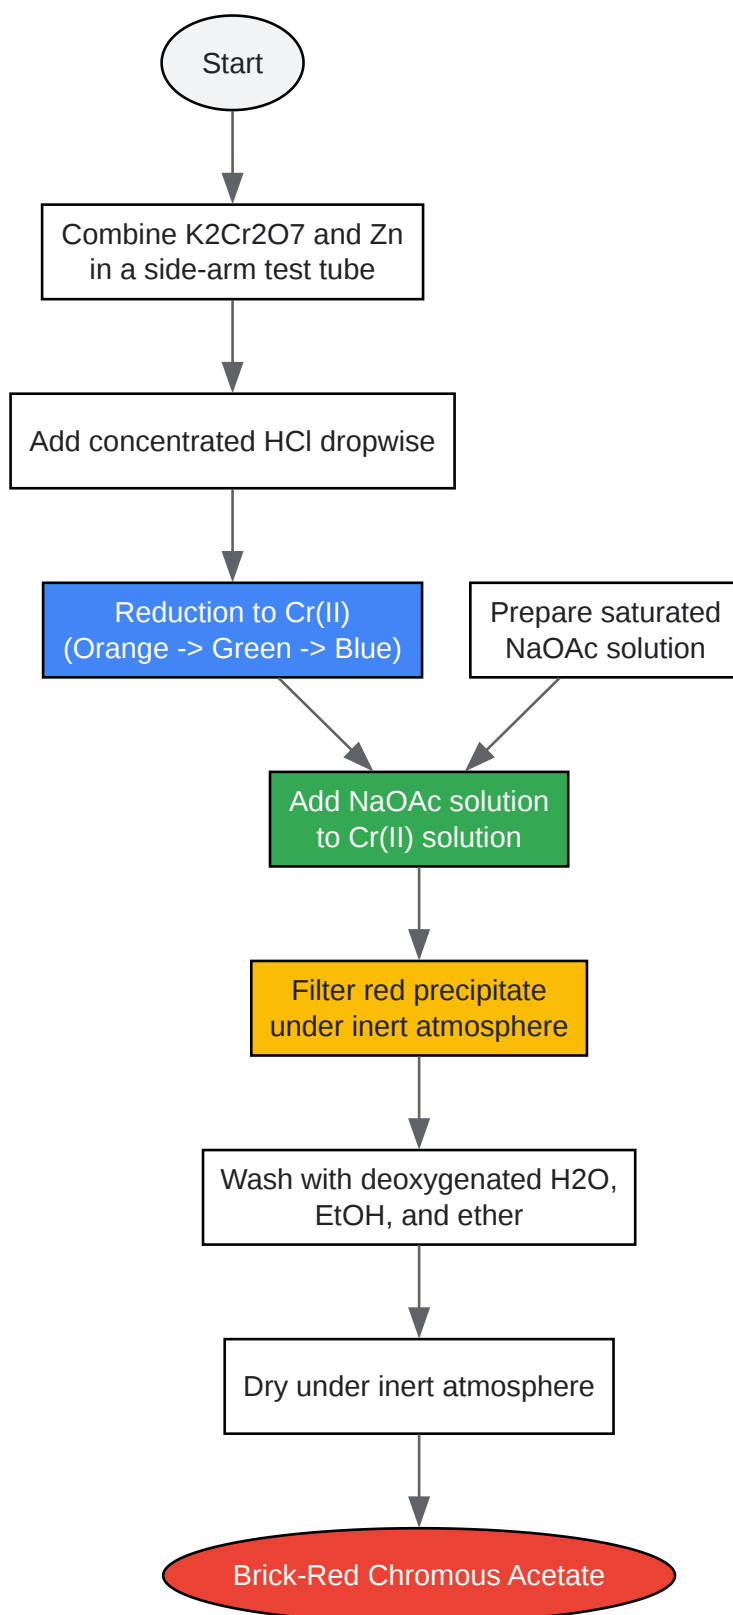 Start
Combine K2Cr2O7 and Zn
in a side-arm test tube
Add concentrated HCl dropwise
Reduction to Cr(II)
(Orange -> Green -> Blue)
Prepare saturated
NaOAc solution
Add NaOAc solution
to Cr(II) solution
Filter red precipitate
under inert atmosphere
Wash with deoxygenated H2O,
EtOH, and ether
Dry under inert atmosphere
Brick-Red Chromous Acetate